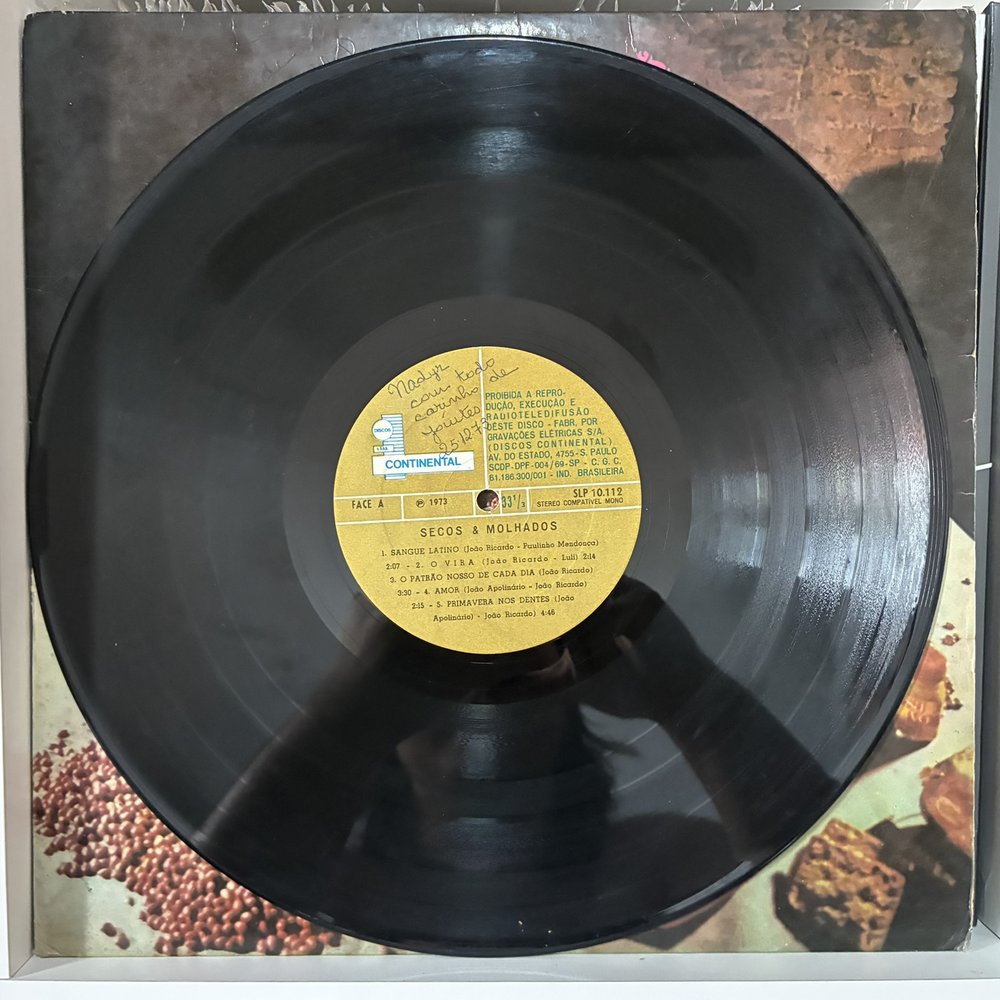 Nadyr
com todo
carinho de
25.12.73
DISCOS
CONTINENTAL
PROIBIDA A REPRO-
DUÇÃO, EXECUÇÃO E
RADIOTELEDIFUSÃO
DESTE DISCO - FABR. POR
GRAVAÇÕES ELÉTRICAS S/A.
(DISCOS CONTINENTAL)
AV. DO ESTADO, 4755-S. PAULO
SCDP-DPF-004/69-SP - C. G. C.
61.186.300/001 - IND. BRASILEIRA
FACE A
℗ 1973
33 1/3
SLP 10.112
STEREO COMPATÍVEL MONO
SECOS & MOLHADOS
1. SANGUE LATINO (João Ricardo - Paulinho Mendonça)
2:07 - 2. O VIRA (João Ricardo - Luli) 2:14
3. O PATRÃO NOSSO DE CADA DIA (João Ricardo)
3:30 - 4. AMOR (João Apolinário - João Ricardo)
2:15 - 5. PRIMAVERA NOS DENTES (João
Apolinário) - João Ricardo) 4:46